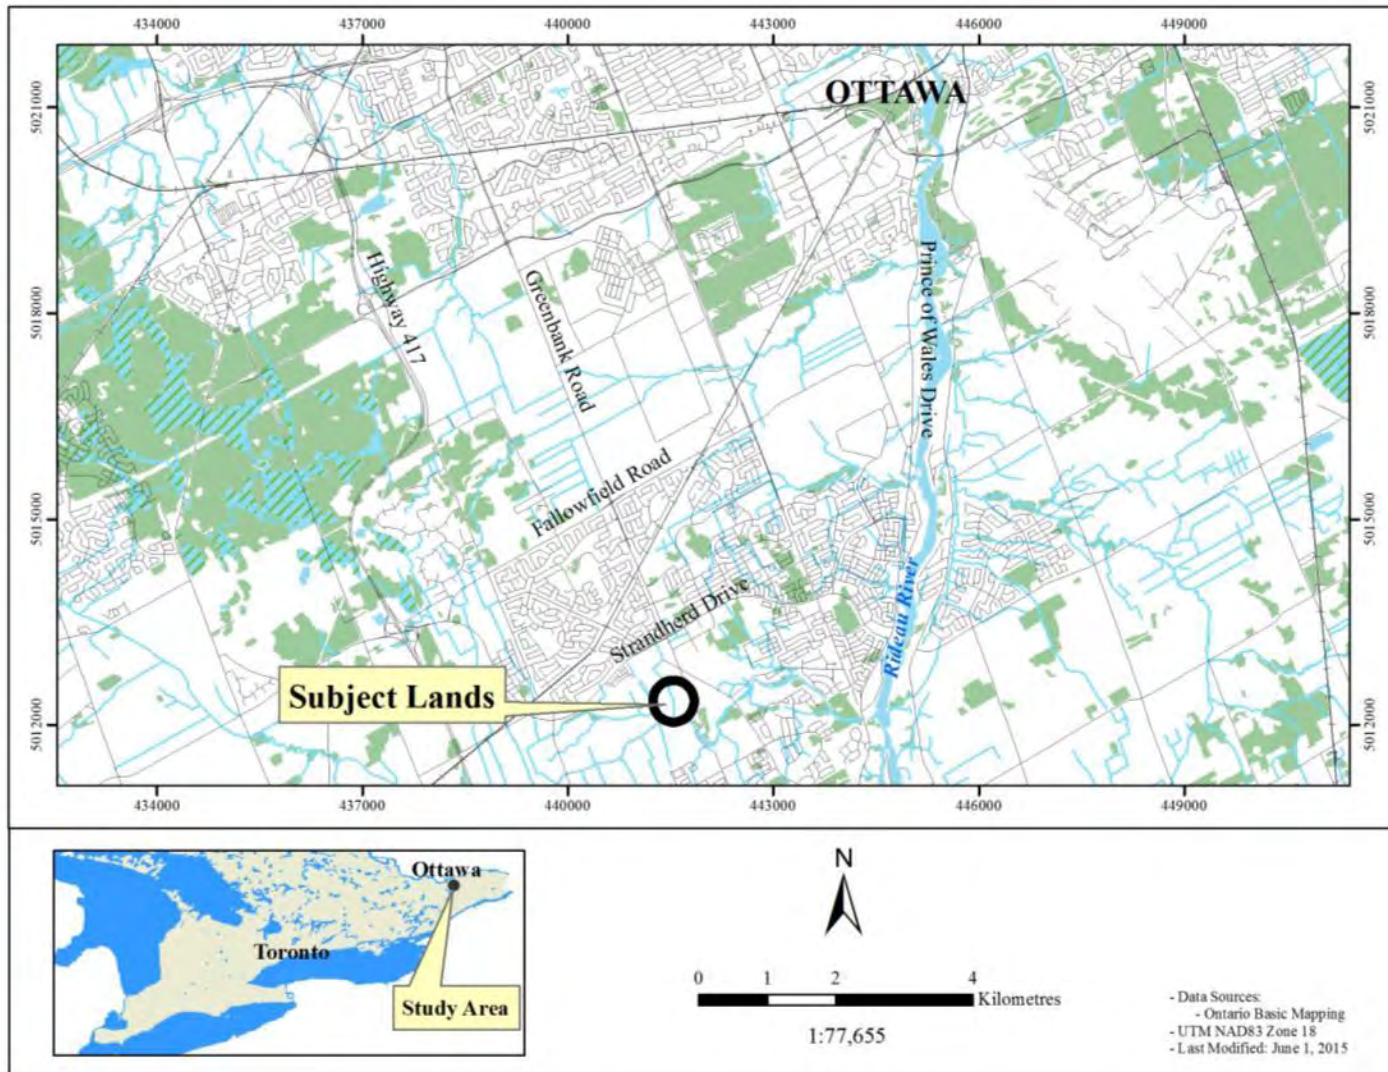 434000 437000 440000 443000 446000 449000
OTTAWA
5021000
5021000
Highway 417
Greenbank Road
Prince of Wales Drive
5018000
5018000
Fallowfield Road
5015000
5015000
Strandherd Drive
Rideau River
Subject Lands
5012000
5012000
434000 437000 440000 443000 446000 449000
Ottawa
Toronto
Study Area
N
0 1 2 4
Kilometres
1:77,655
- Data Sources:
- Ontario Basic Mapping
- UTM NAD83 Zone 18
- Last Modified: June 1, 2015